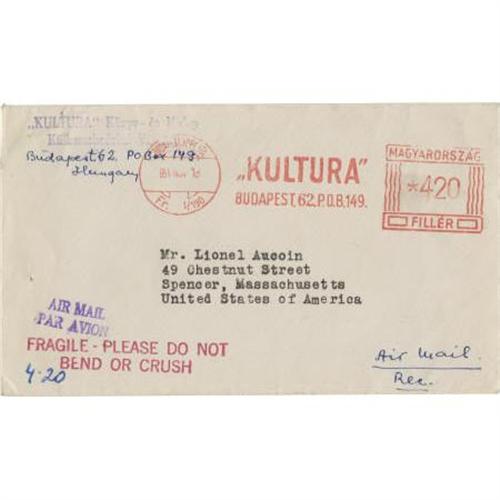 „KULTURA" Könyv- és
Budapest, 62. PO Box 149.
Hungary
„KULTURA"
BUDAPEST, 62. P.O.B. 149.
MAGYARORSZÁG
*420
FILLÉR
Mr. Lionel Aucoin
49 Chestnut Street
Spencer, Massachusetts
United States of America
AIR MAIL
PAR AVION
FRAGILE - PLEASE DO NOT
BEND OR CRUSH
4.20
Air Mail.
Rec.